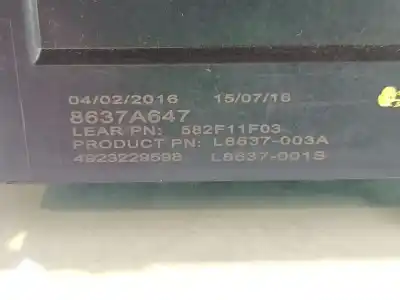 04/02/2016 15/07/16
8637A647
LEAR PN: 582F11F03
PRODUCT PN: L8637-003A
4923229598 L8637-001S